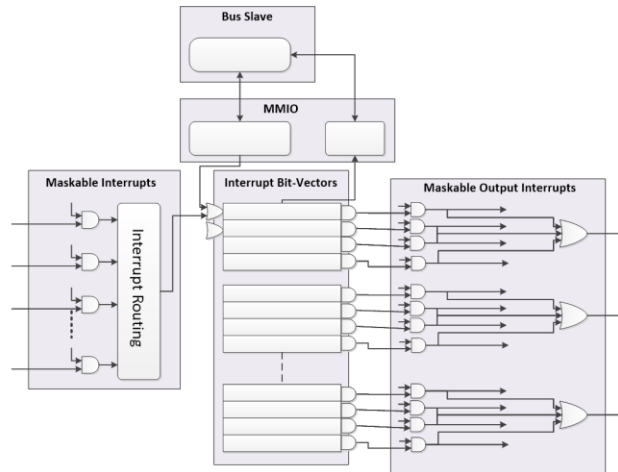 Bus Slave
MMIO
Maskable Interrupts
Interrupt Bit-Vectors
Maskable Output Interrupts
Interrupt Routing